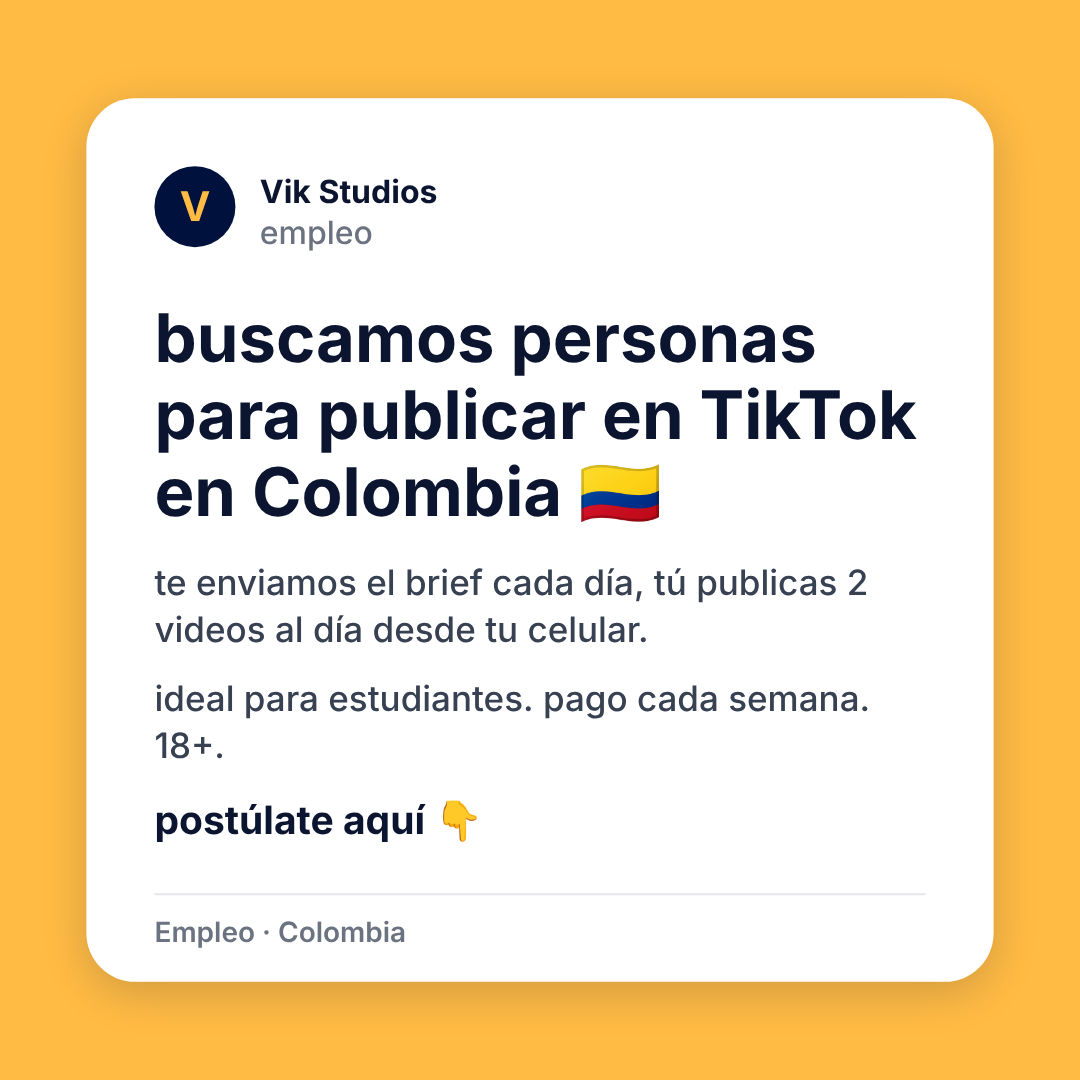 V
Vik Studios
empleo
buscamos personas
para publicar en TikTok
en Colombia 🇨🇴
te enviamos el brief cada día, tú publicas 2
videos al día desde tu celular.
ideal para estudiantes. pago cada semana.
18+.
postúlate aquí 👇
Empleo · Colombia